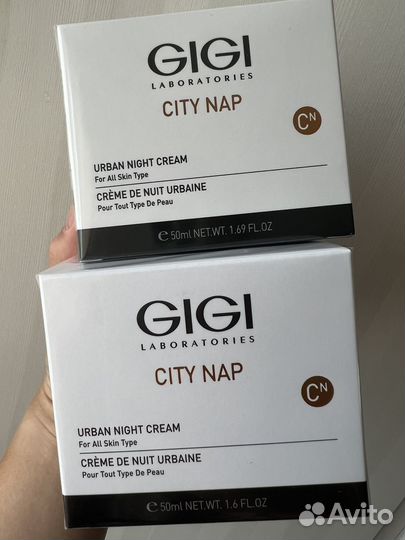 GIGI
LABORATORIES
CITY NAP
CN
URBAN NIGHT CREAM
For All Skin Type
CRÈME DE NUIT URBAINE
Pour Tout Type De Peau
℮ 50ml NET.WT. 1.69 FL.OZ
GIGI
LABORATORIES
CITY NAP
CN
URBAN NIGHT CREAM
For All Skin Type
CRÈME DE NUIT URBAINE
Pour Tout Type De Peau
℮ 50ml NET.WT. 1.6 FL.OZ
Avito